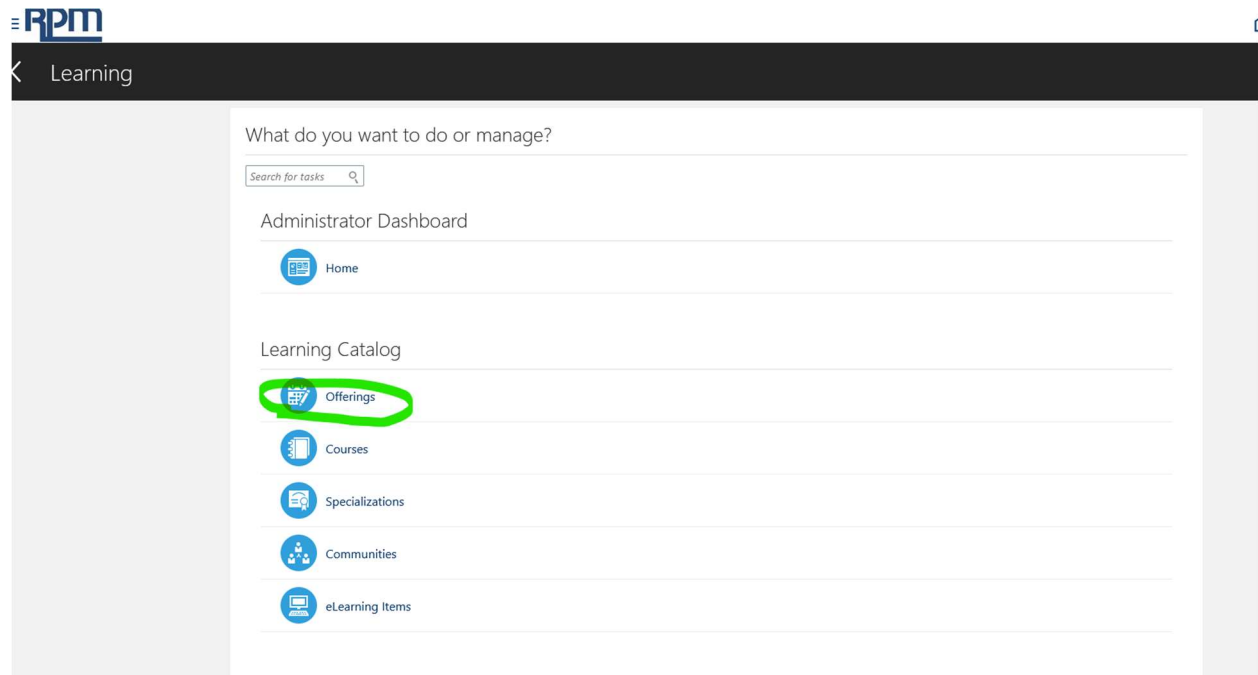 RPM
Learning
What do you want to do or manage?
Search for tasks
Administrator Dashboard
Home
Learning Catalog
Offerings
Courses
Specializations
Communities
eLearning Items